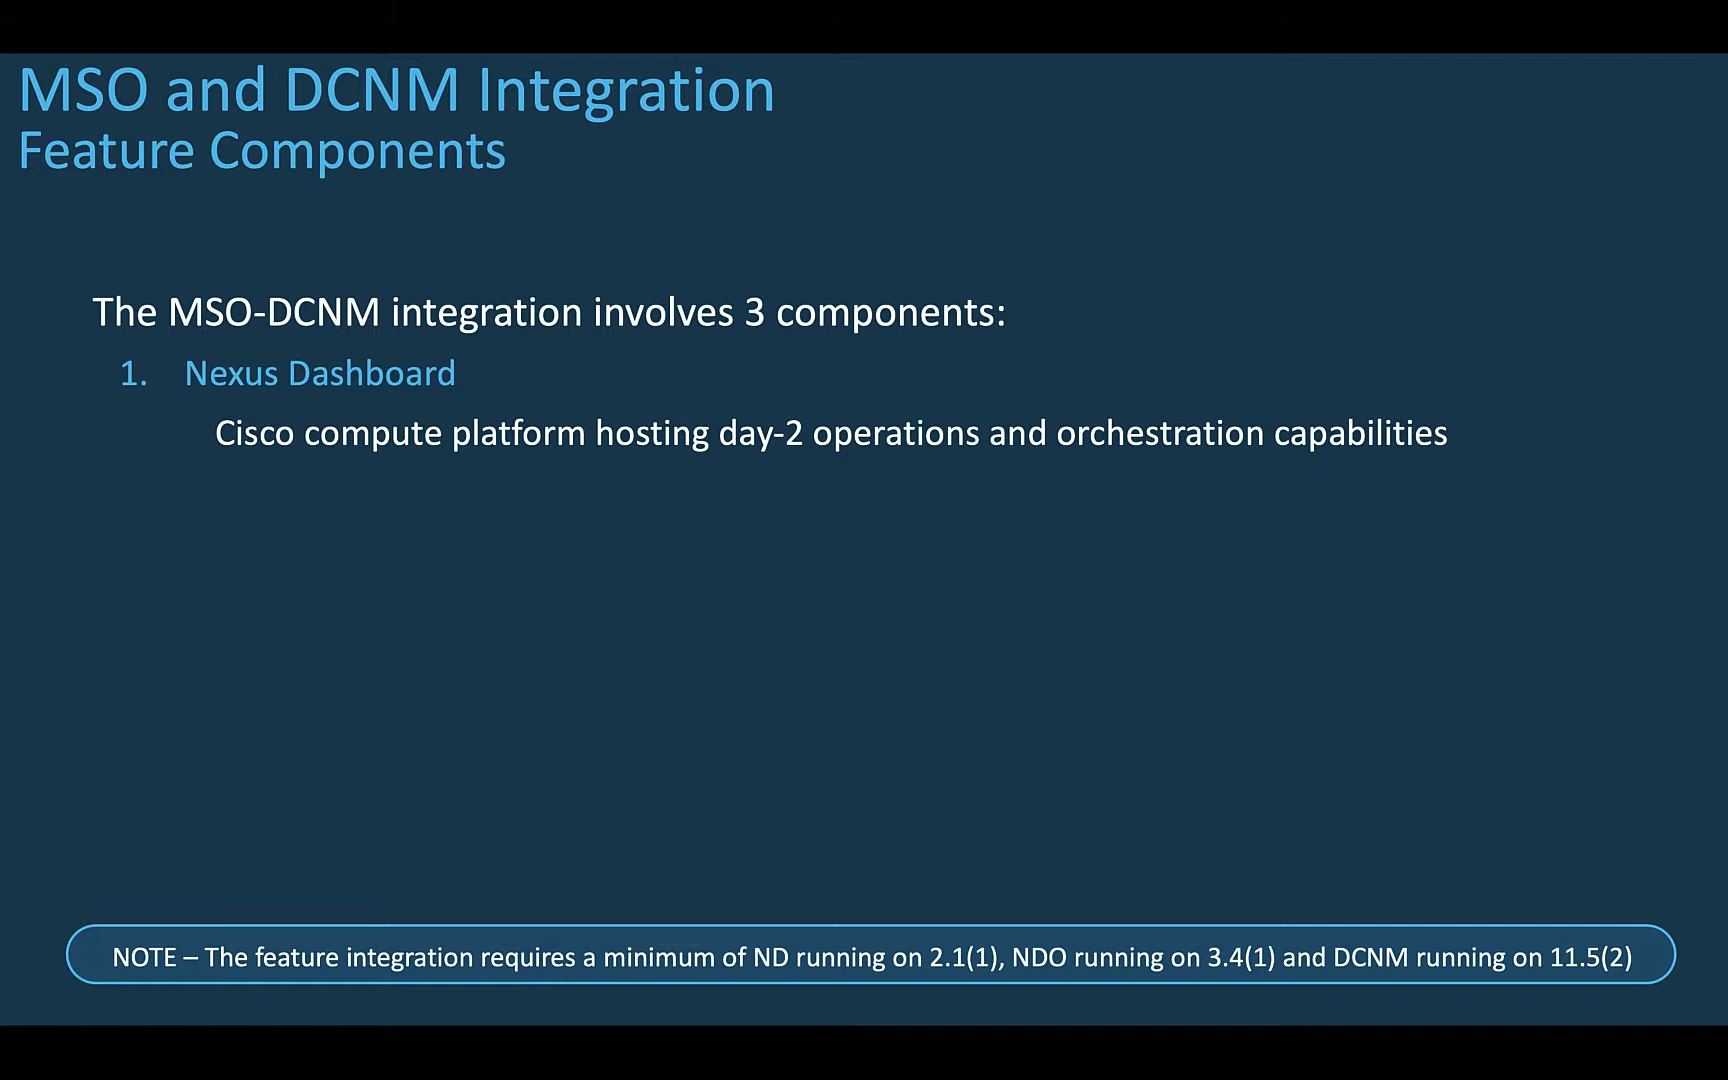 MSO and DCNM Integration
Feature Components
The MSO-DCNM integration involves 3 components:
1. Nexus Dashboard
Cisco compute platform hosting day-2 operations and orchestration capabilities
NOTE – The feature integration requires a minimum of ND running on 2.1(1), NDO running on 3.4(1) and DCNM running on 11.5(2)